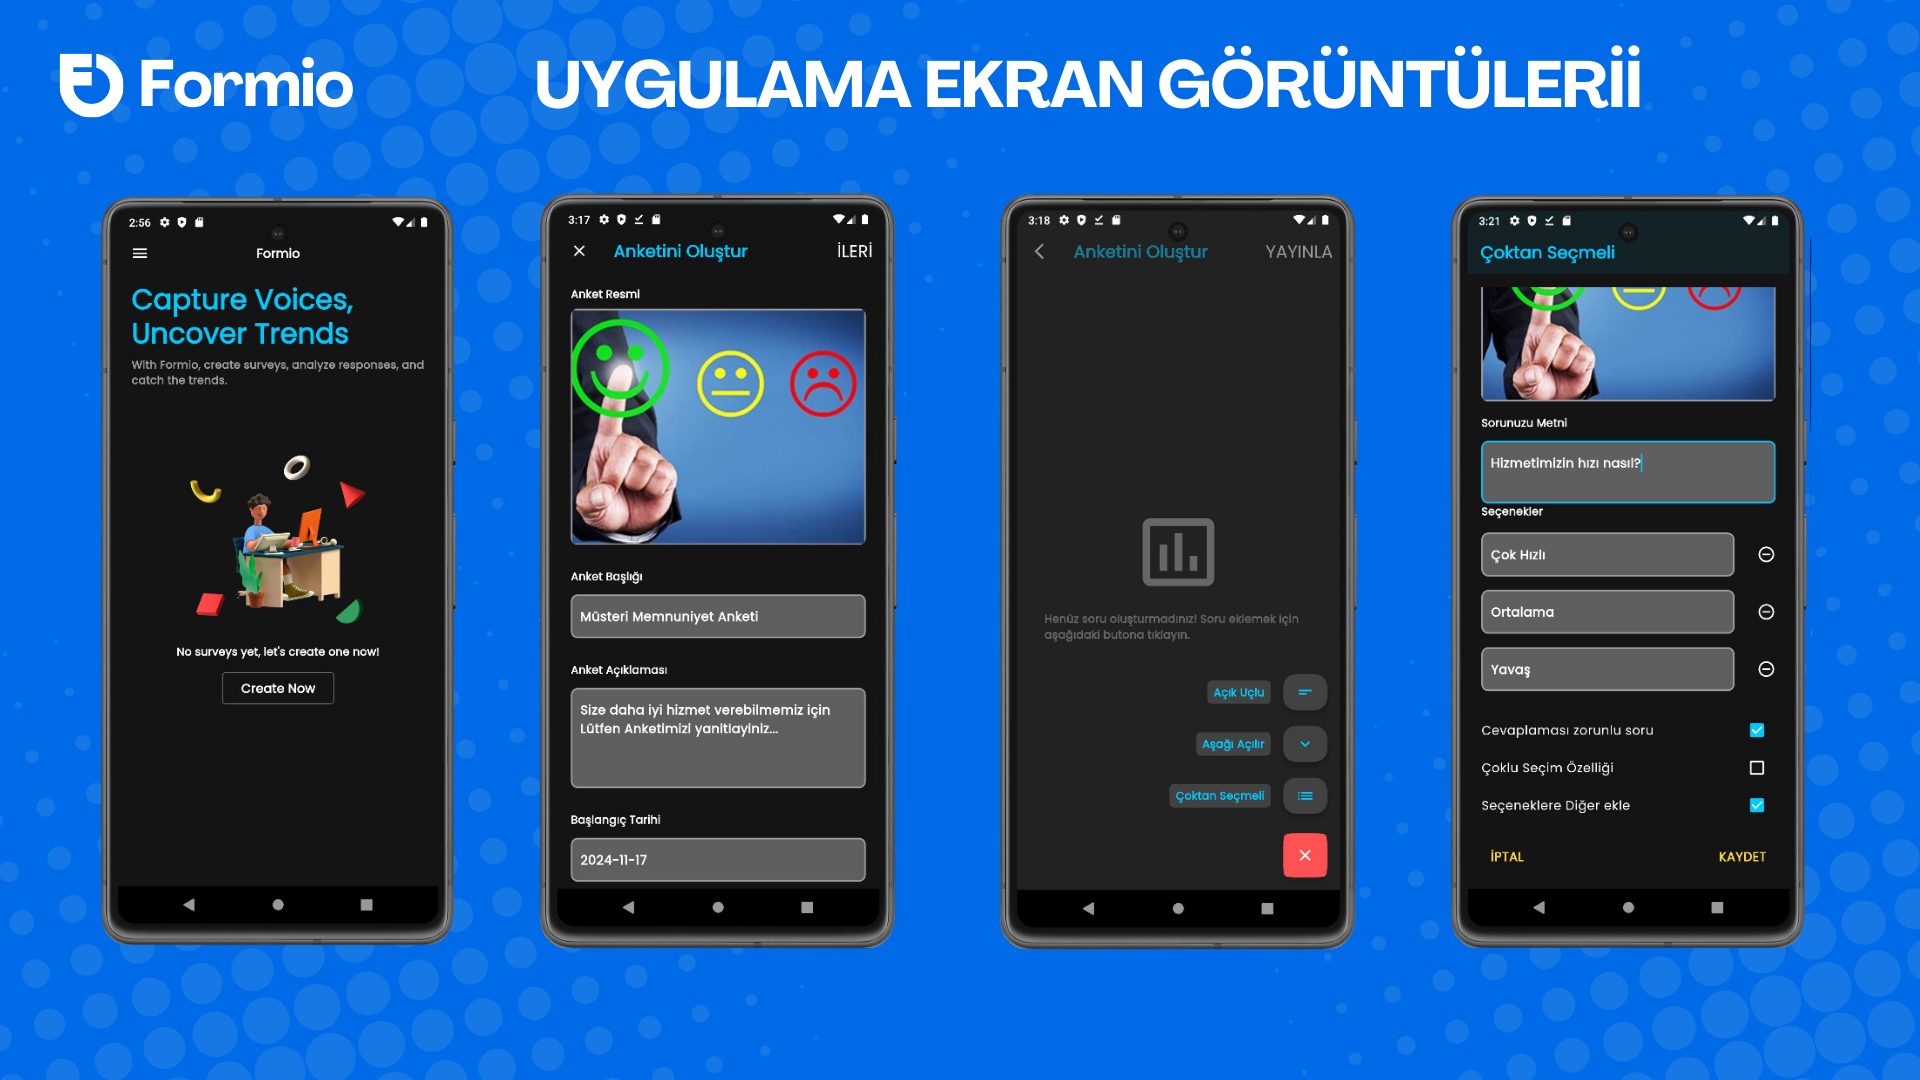 Formio
UYGULAMA EKRAN GÖRÜNTÜLERİİ
2:56
Formio
Capture Voices,
Uncover Trends
With Formio, create surveys, analyze responses, and
catch the trends.
No surveys yet, let's create one now!
Create Now
3:17
Anketini Oluştur
İLERİ
Anket Resmi
Anket Başlığı
Müsteri Memnuniyet Anketi
Anket Açıklaması
Size daha iyi hizmet verebilmemiz için
Lütfen Anketimizi yanitlayiniz...
Başlangıç Tarihi
2024-11-17
3:18
Anketini Oluştur
YAYINLA
Henüz soru oluşturmadınız! Soru eklemek için
aşağıdaki butona tıklayın.
Açık Uçlu
Aşağı Açılır
Çoktan Seçmeli
3:21
Çoktan Seçmeli
Sorunuzu Metni
Hizmetimizin hızı nasıl?
Seçenekler
Çok Hızlı
Ortalama
Yavaş
Cevaplaması zorunlu soru
Çoklu Seçim Özelliği
Seçeneklere Diğer ekle
İPTAL
KAYDET